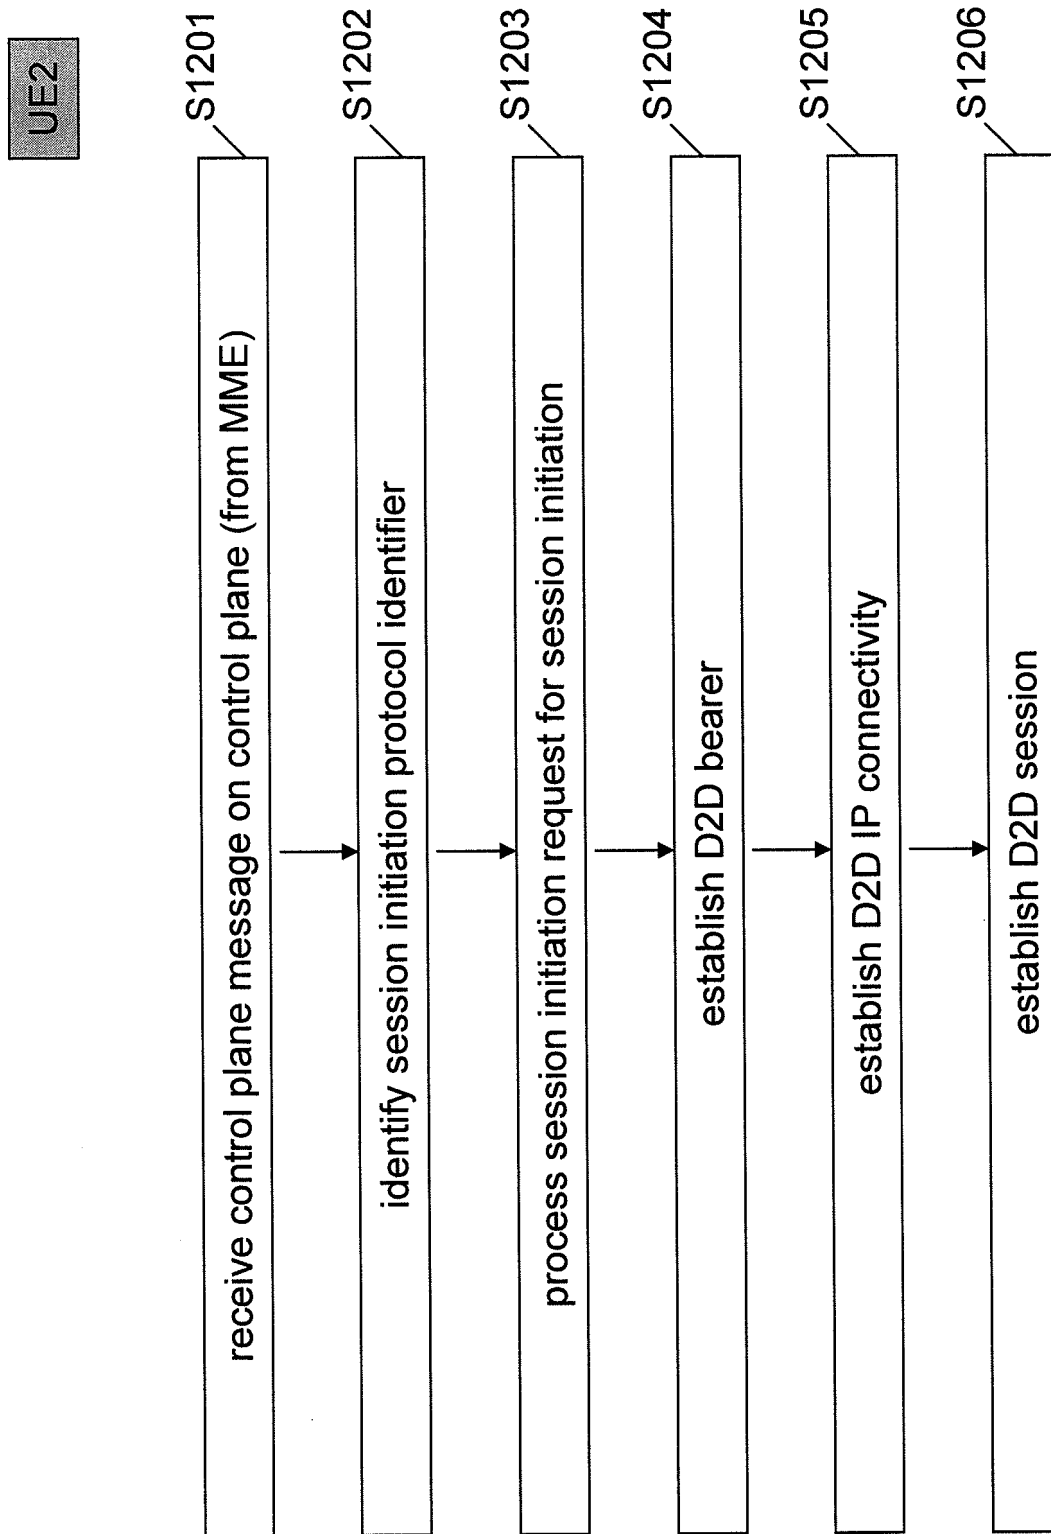 UE2
receive control plane message on control plane (from MME)
S1201
identify session initiation protocol identifier
S1202
process session initiation request for session initiation
S1203
establish D2D bearer
S1204
establish D2D IP connectivity
S1205
establish D2D session
S1206